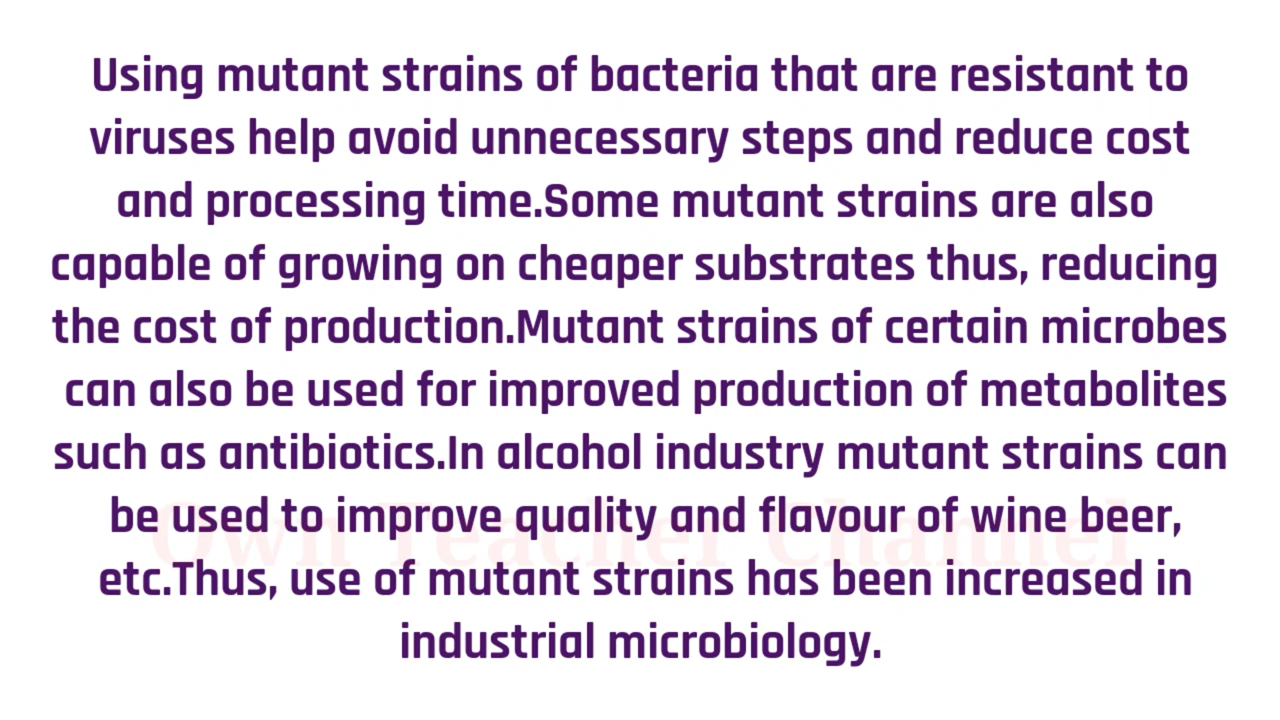 Using mutant strains of bacteria that are resistant to
viruses help avoid unnecessary steps and reduce cost
and processing time.Some mutant strains are also
capable of growing on cheaper substrates thus, reducing
the cost of production.Mutant strains of certain microbes
can also be used for improved production of metabolites
such as antibiotics.In alcohol industry mutant strains can
be used to improve quality and flavour of wine beer,
Own Teacher Channel
etc.Thus, use of mutant strains has been increased in
industrial microbiology.